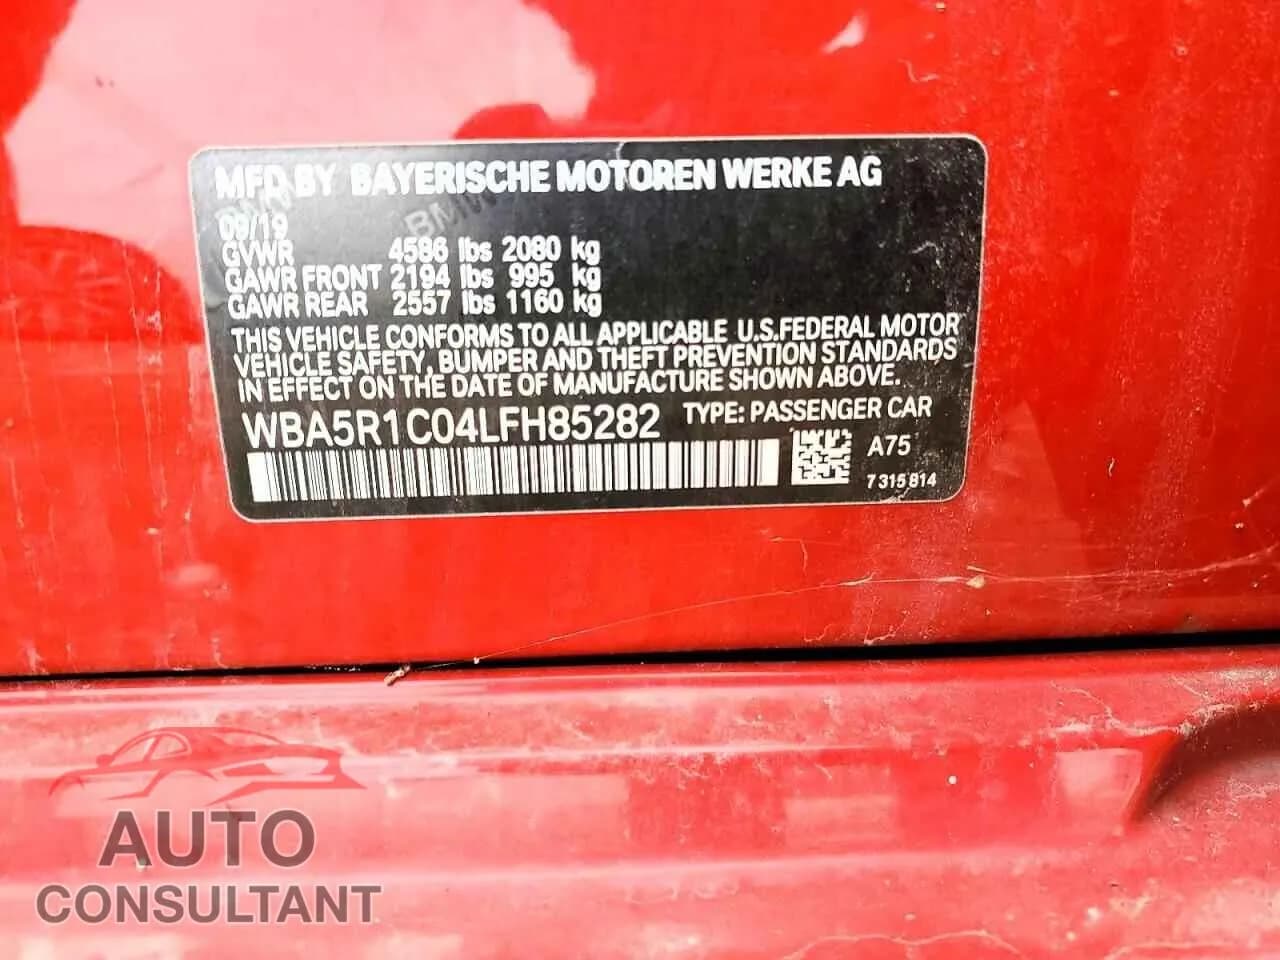 MFD BY BAYERISCHE MOTOREN WERKE AG
09/19
GVWR 4586 lbs 2080 kg
GAWR FRONT 2194 lbs 995 kg
GAWR REAR 2557 lbs 1160 kg
THIS VEHICLE CONFORMS TO ALL APPLICABLE U.S.FEDERAL MOTOR
VEHICLE SAFETY, BUMPER AND THEFT PREVENTION STANDARDS
IN EFFECT ON THE DATE OF MANUFACTURE SHOWN ABOVE.
WBA5R1C04LFH85282 TYPE: PASSENGER CAR
A75
7 315 814
AUTO
CONSULTANT